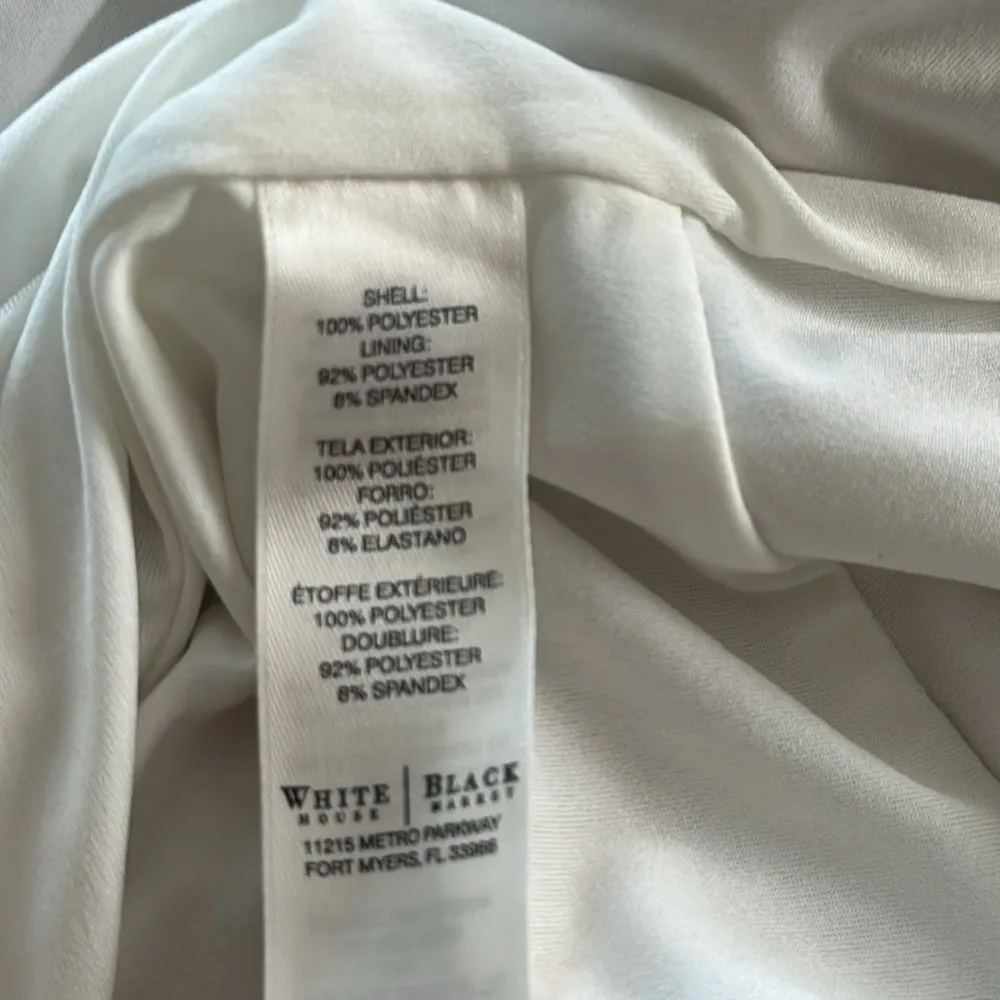 SHELL:
100% POLYESTER
LINING:
92% POLYESTER
8% SPANDEX
TELA EXTERIOR:
100% POLIÉSTER
FORRO:
92% POLIÉSTER
8% ELASTANO
ÉTOFFE EXTÉRIEURE:
100% POLYESTER
DOUBLURE:
92% POLYESTER
8% SPANDEX
WHITE | BLACK
HOUSE MARKET
11215 METRO PARKWAY
FORT MYERS, FL 33966